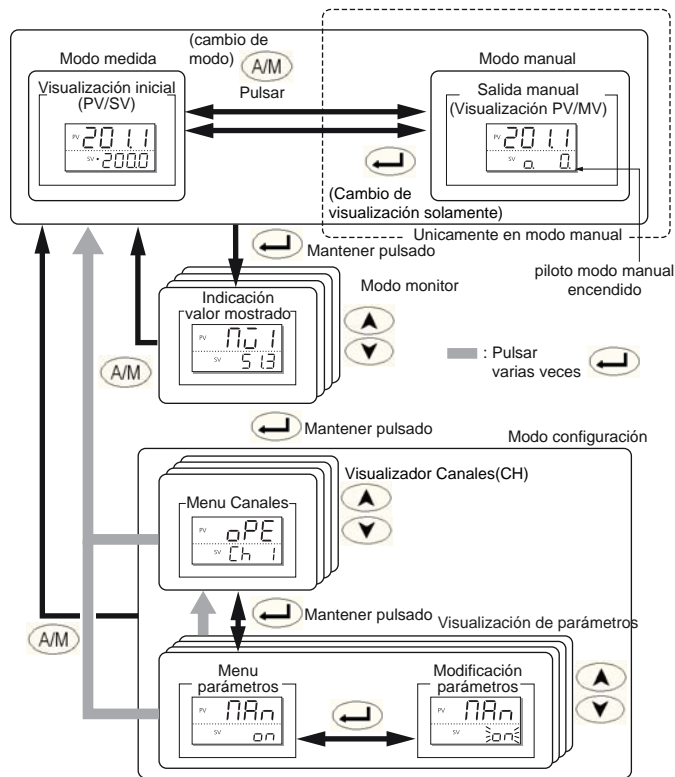 (cambio de
modo)
A/M
Pulsar
Modo medida
Modo manual
Visualización inicial
(PV/SV)
PV 201.1
SV 200.0
Salida manual
(Visualización PV/MV)
PV 201.1
SV o. 0.
(Cambio de
visualización solamente)
Unicamente en modo manual
Mantener pulsado
piloto modo manual
encendido
Modo monitor
Indicación
valor mostrado
PV
SV 51.3
A/M
: Pulsar
varias veces
Mantener pulsado
Modo configuración
Visualizador Canales(CH)
Menu Canales
PV oPE
SV Ch 1
Mantener pulsado
Visualización de parámetros
A/M
Menu
parámetros
PV MAn
SV on
Modificación
parámetros
PV MAn
SV on